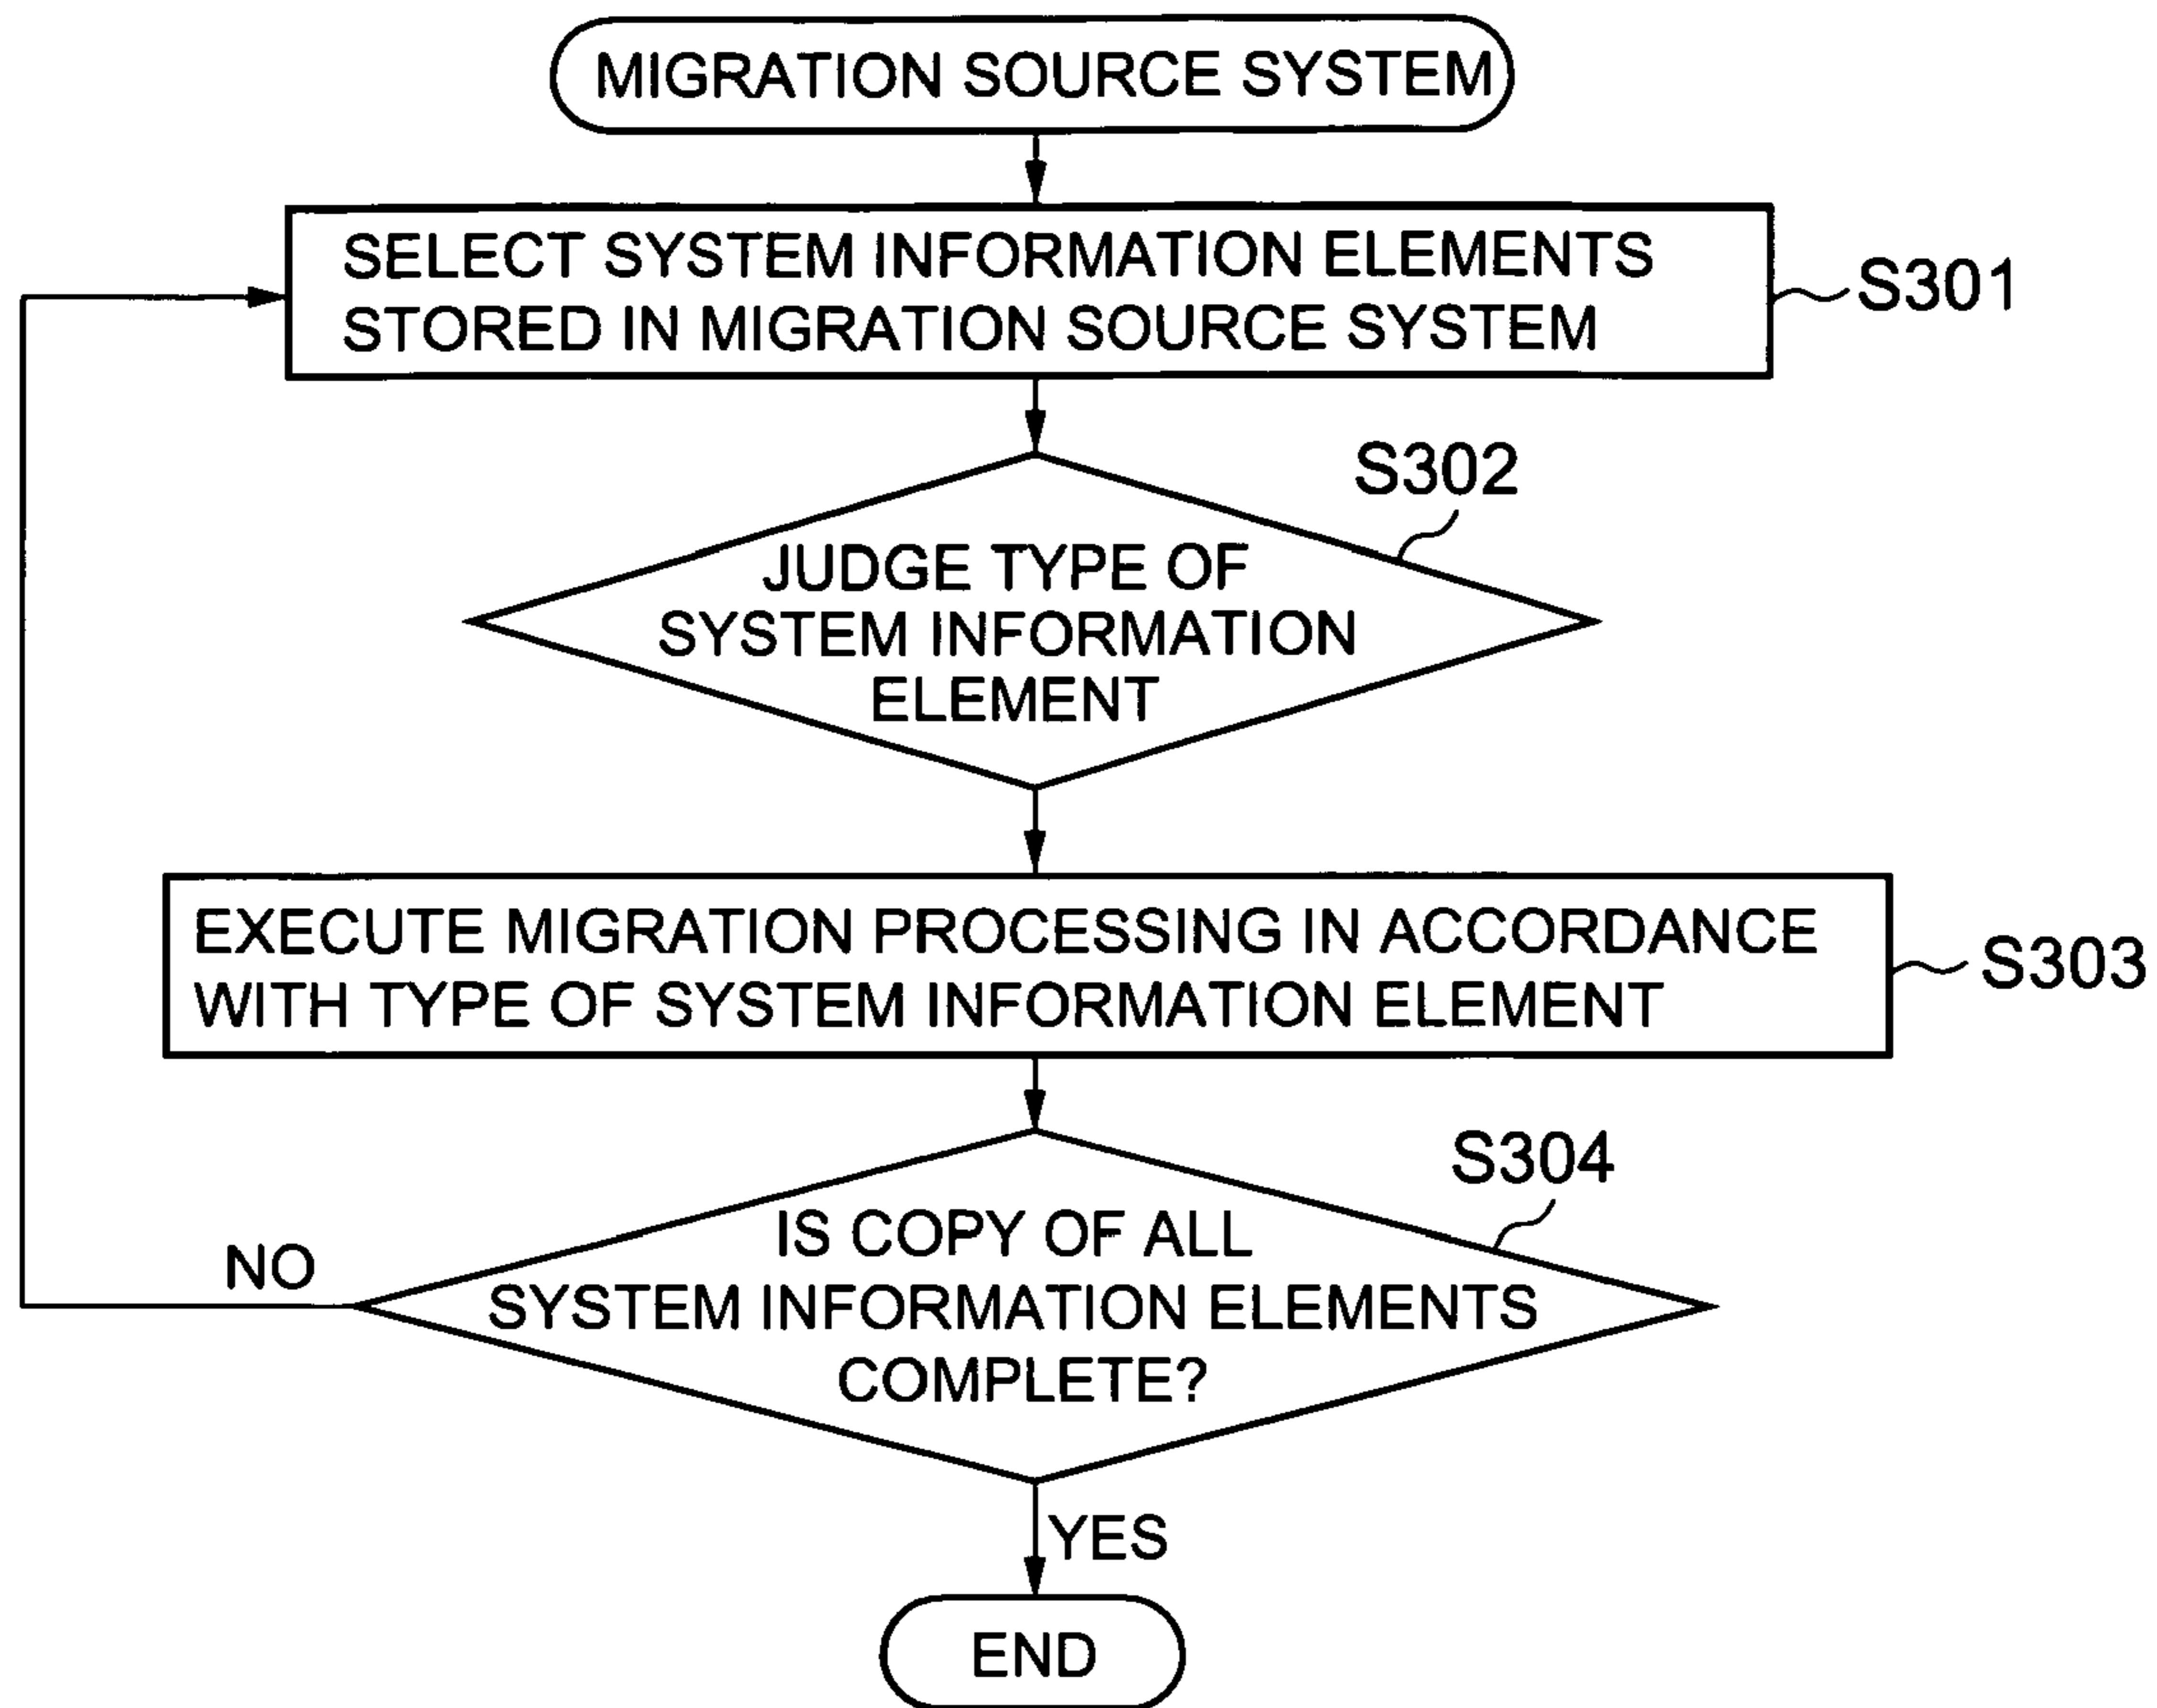 MIGRATION SOURCE SYSTEM
SELECT SYSTEM INFORMATION ELEMENTS
STORED IN MIGRATION SOURCE SYSTEM
S301
S302
JUDGE TYPE OF
SYSTEM INFORMATION
ELEMENT
EXECUTE MIGRATION PROCESSING IN ACCORDANCE
WITH TYPE OF SYSTEM INFORMATION ELEMENT
S303
S304
IS COPY OF ALL
SYSTEM INFORMATION ELEMENTS
COMPLETE?
NO
YES
END